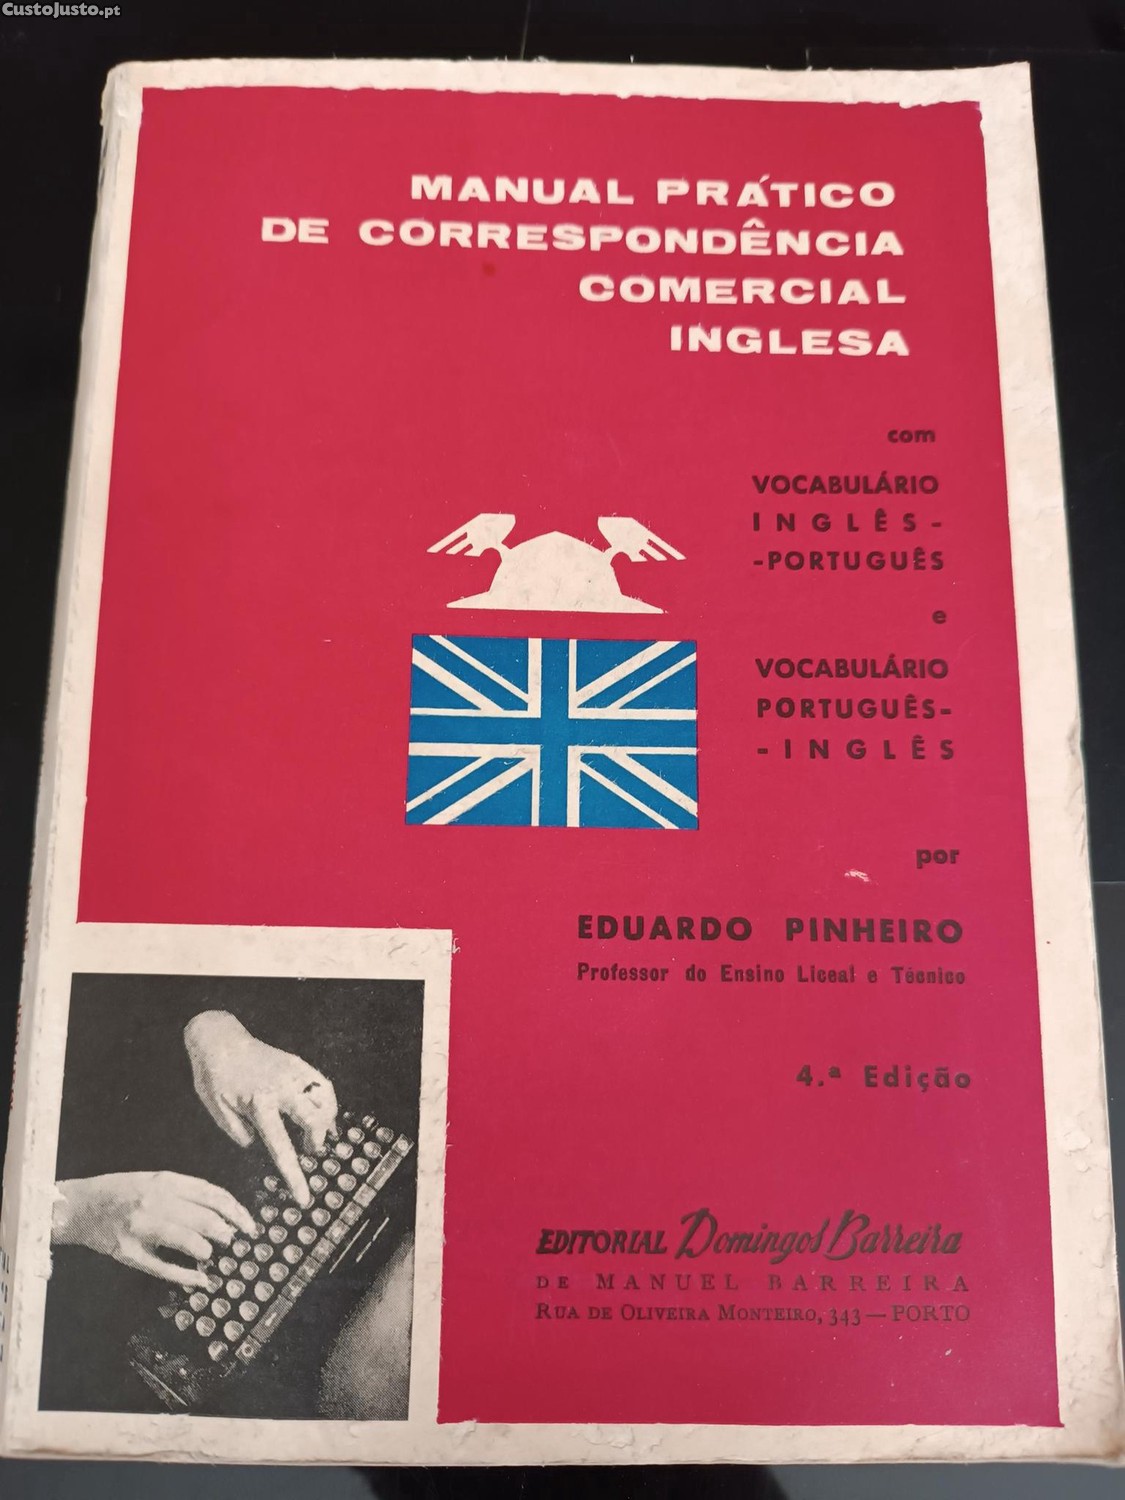 CustoJusto.pt
MANUAL PRÁTICO
DE CORRESPONDÊNCIA
COMERCIAL
INGLESA
com
VOCABULÁRIO
INGLÊS-
-PORTUGUÊS
e
VOCABULÁRIO
PORTUGUÊS-
-INGLÊS
por
EDUARDO PINHEIRO
Professor do Ensino Liceal e Técnico
4.ª Edição
EDITORIAL Domingos Barreira
DE MANUEL BARREIRA
RUA DE OLIVEIRA MONTEIRO, 343 — PORTO